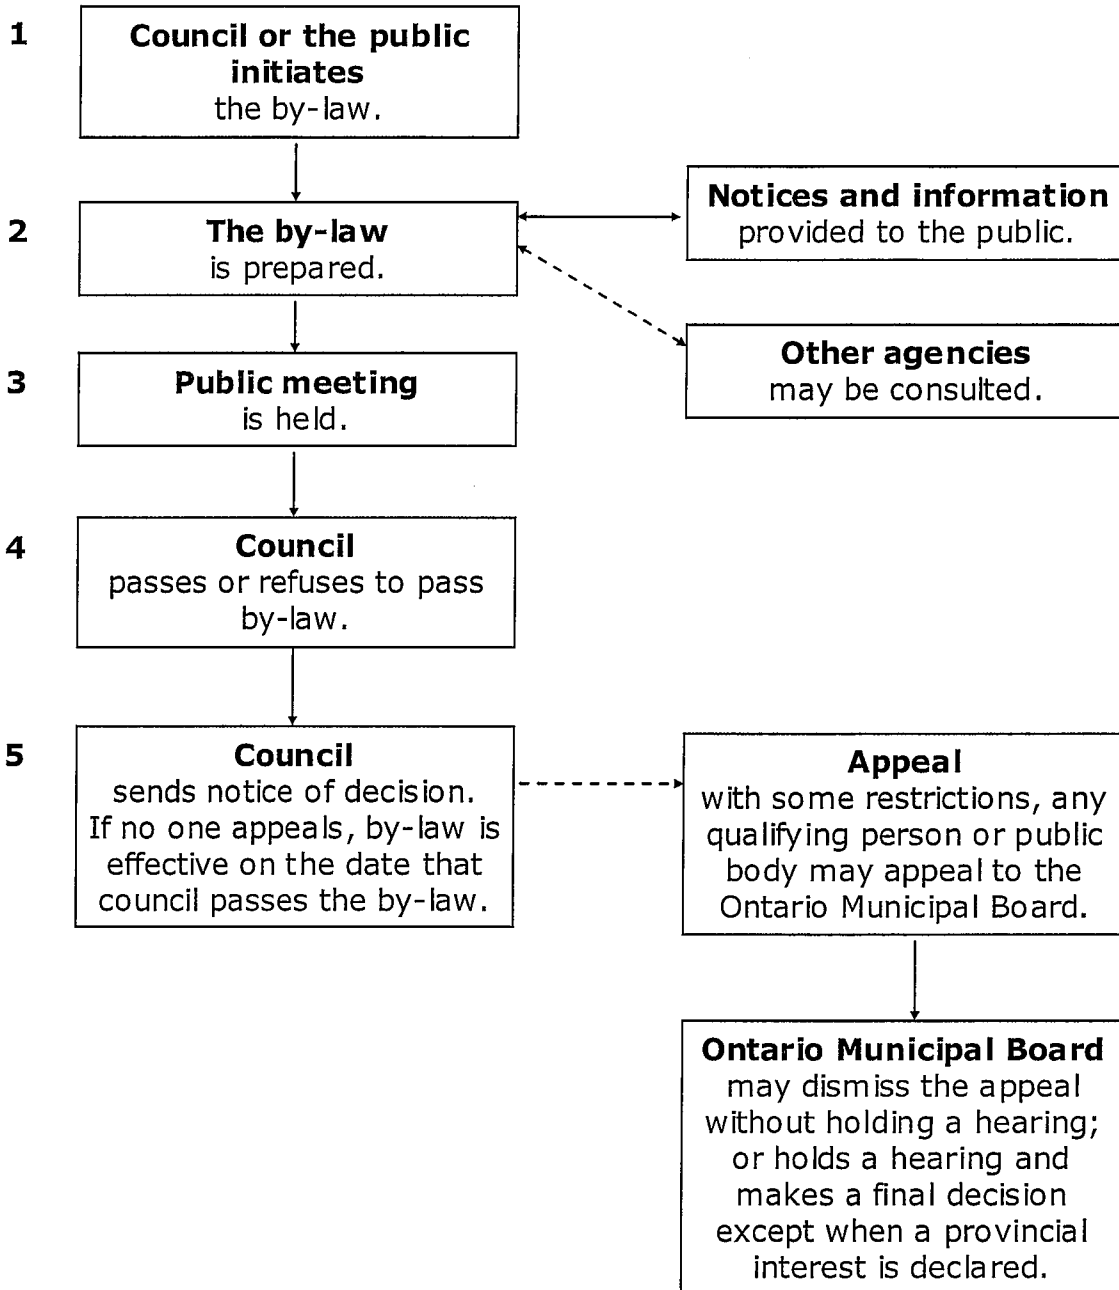 1
Council or the public
initiates
the by-law.
2
The by-law
is prepared.
Notices and information
provided to the public.
Other agencies
may be consulted.
3
Public meeting
is held.
4
Council
passes or refuses to pass
by-law.
5
Council
sends notice of decision.
If no one appeals, by-law is
effective on the date that
council passes the by-law.
Appeal
with some restrictions, any
qualifying person or public
body may appeal to the
Ontario Municipal Board.
Ontario Municipal Board
may dismiss the appeal
without holding a hearing;
or holds a hearing and
makes a final decision
except when a provincial
interest is declared.